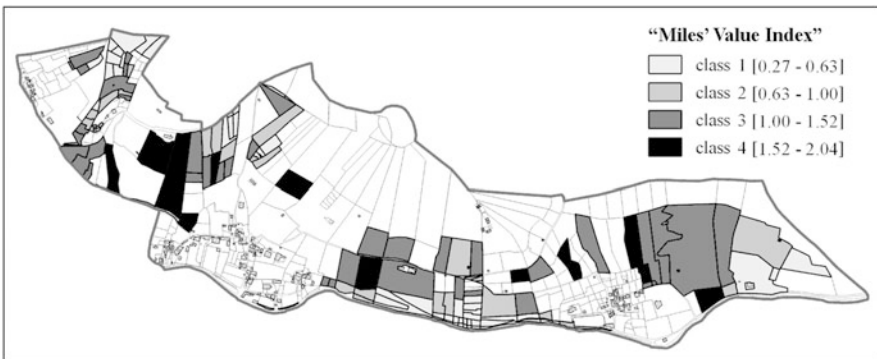 “Miles’ Value Index”
class 1 [0.27 - 0.63]
class 2 [0.63 - 1.00]
class 3 [1.00 - 1.52]
class 4 [1.52 - 2.04]